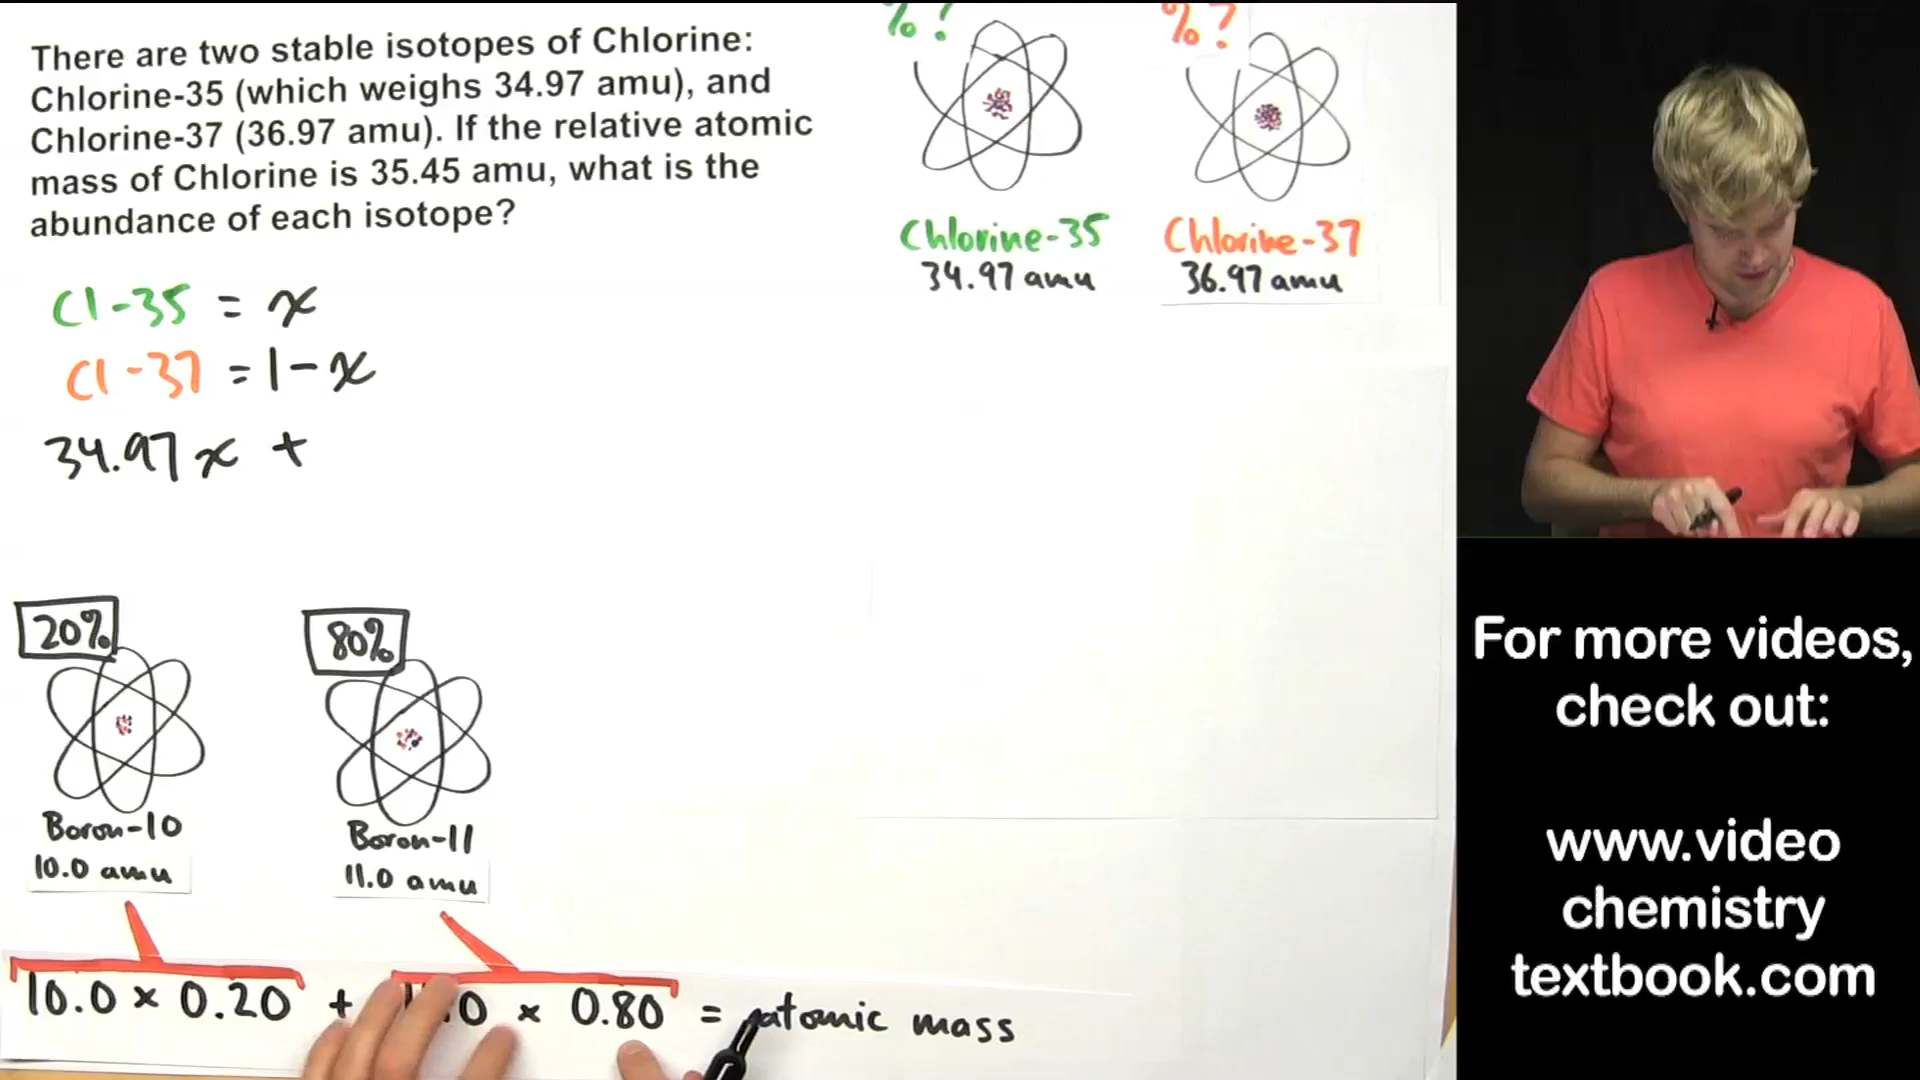 There are two stable isotopes of Chlorine:
Chlorine-35 (which weighs 34.97 amu), and
Chlorine-37 (36.97 amu). If the relative atomic
mass of Chlorine is 35.45 amu, what is the
abundance of each isotope?
%?
%?
Chlorine-35
34.97 amu
Chlorine-37
36.97 amu
Cl-35 = x
Cl-37 = 1-x
34.97x +
20%
80%
Boron-10
10.0 amu
Boron-11
11.0 amu
10.0 x 0.20 + x 0.80 = atomic mass
For more videos,
check out:
www.video
chemistry
textbook.com